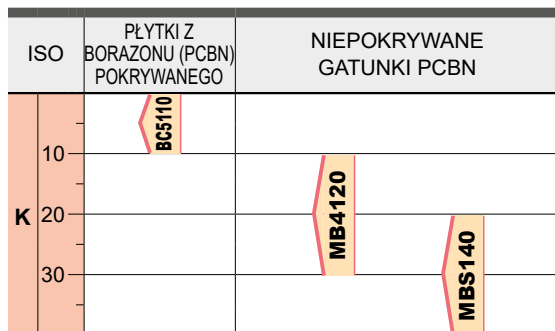 ISO
PŁYTKI Z
BORAZONU (PCBN)
POKRYWANEGO
NIEPOKRYWANE
GATUNKI PCBN
K
10
20
30
BC5110
MB4120
MBS140